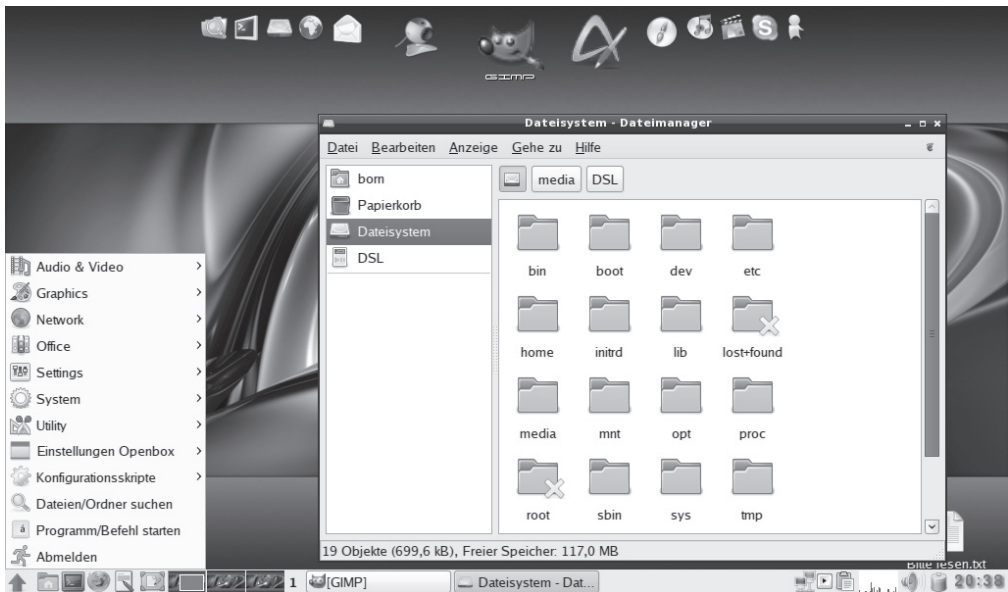 GIMP
Dateisystem - Dateimanager
Datei Bearbeiten Anzeige Gehe zu Hilfe
born
Papierkorb
Dateisystem
DSL
media DSL
bin boot dev etc
home initrd lib lost+found
media mnt opt proc
root sbin sys tmp
19 Objekte (699,6 kB), Freier Speicher: 117,0 MB
Audio & Video
Graphics
Network
Office
Settings
System
Utility
Einstellungen Openbox
Konfigurationsskripte
Dateien/Ordner suchen
Programm/Befehl starten
Abmelden
Bitte lesen.txt
1 [GIMP] Dateisystem - Dat... 20:38